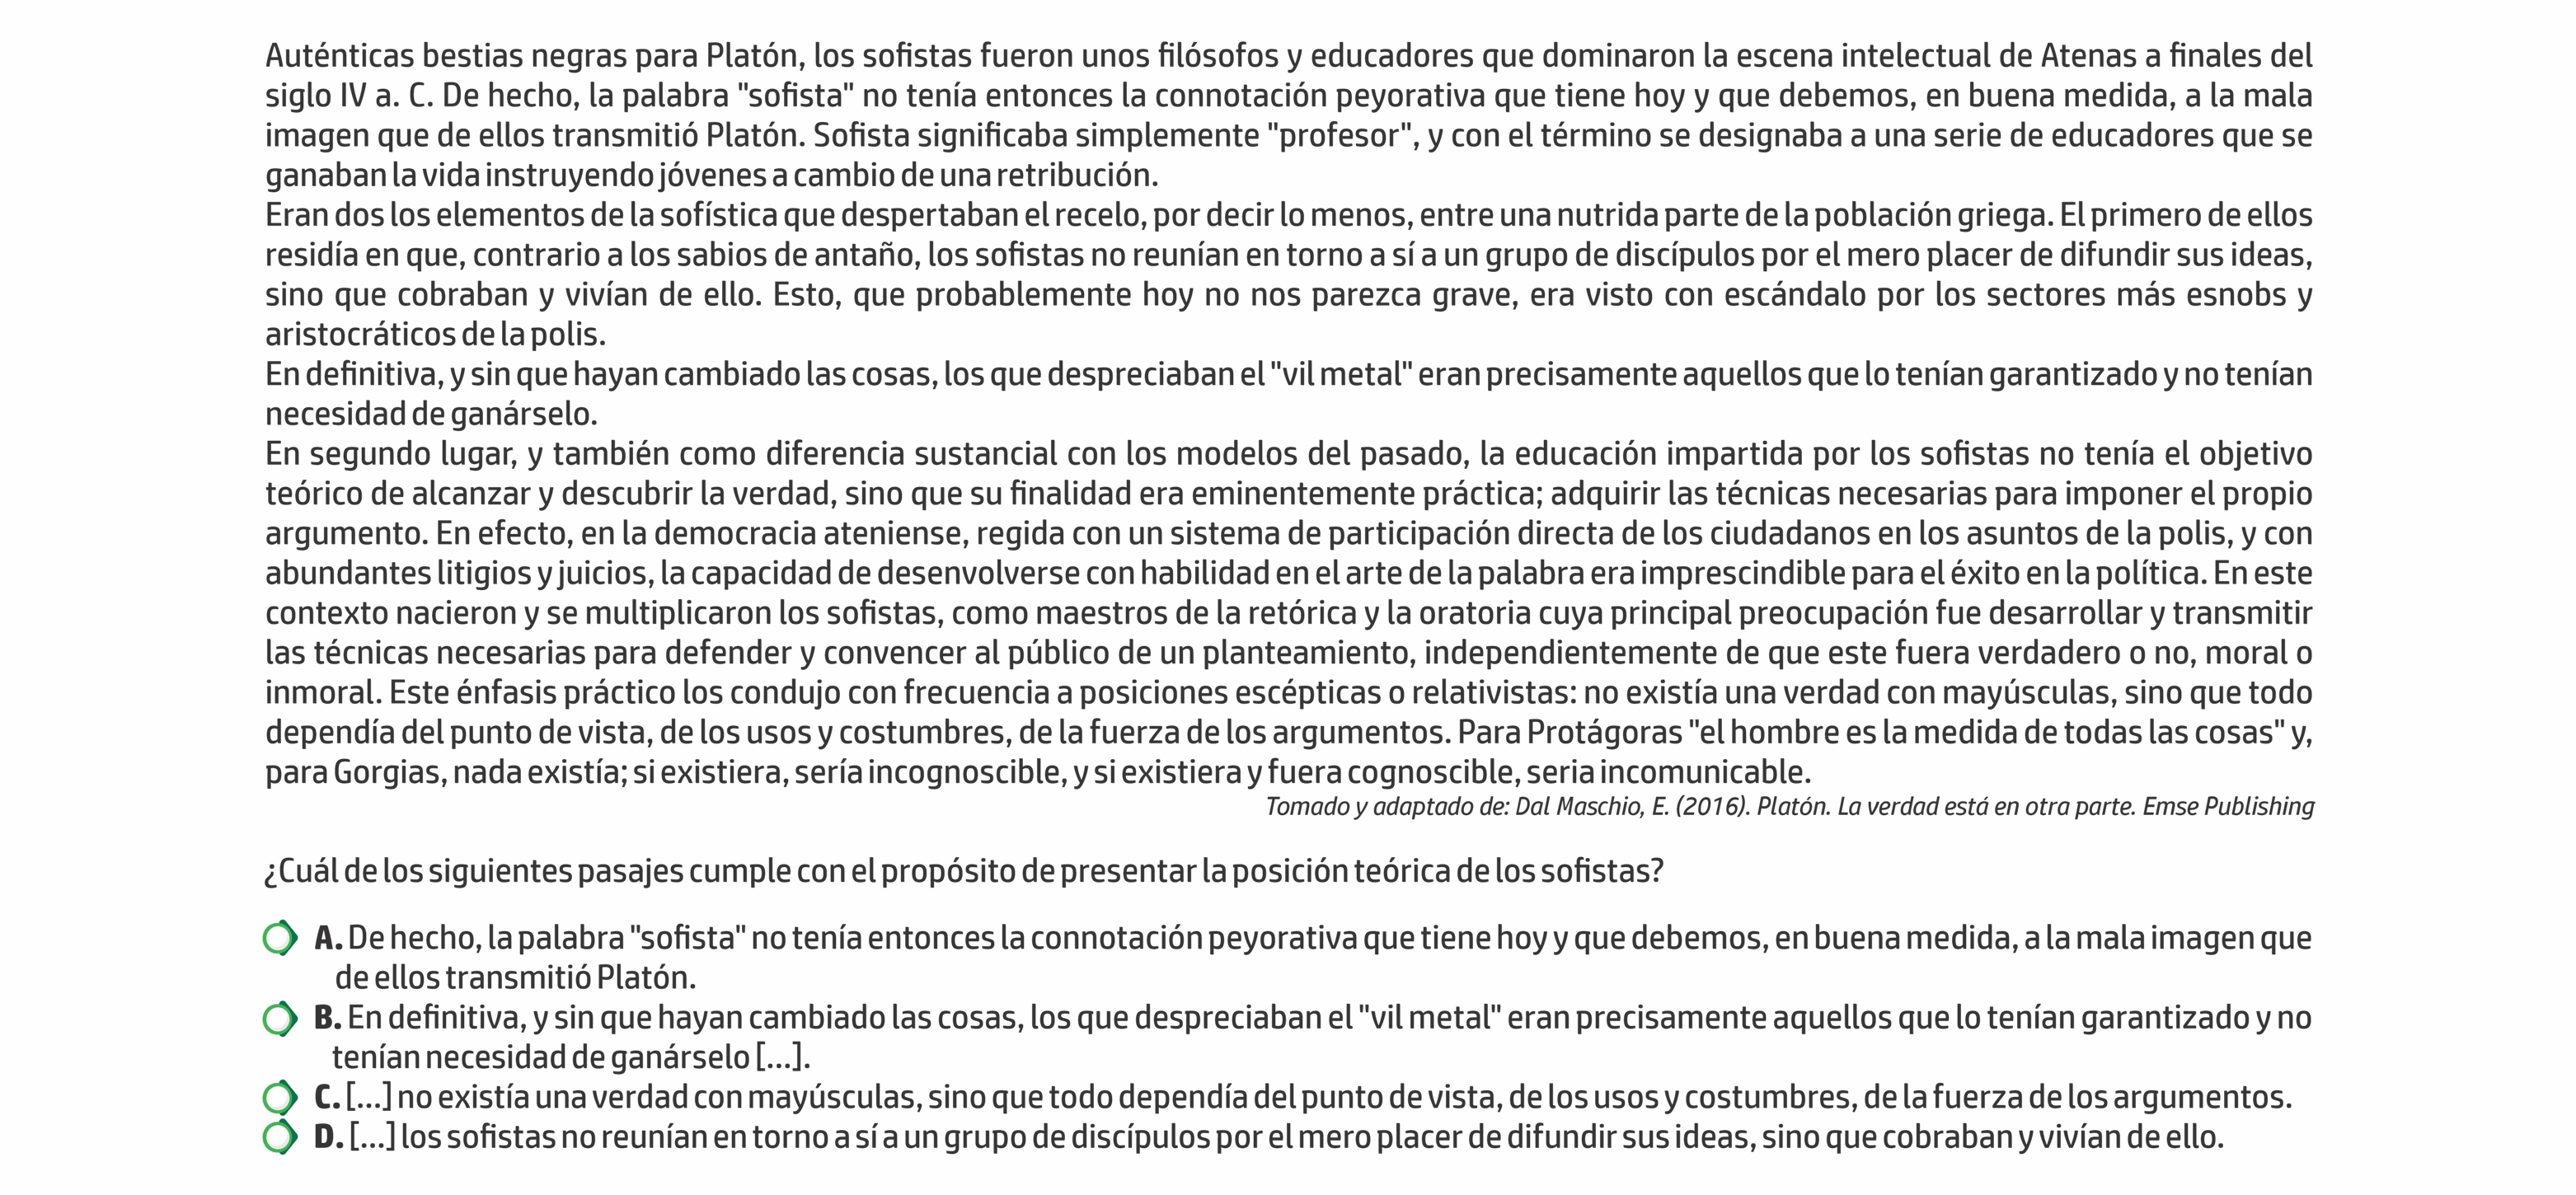 Auténticas bestias negras para Platón, los sofistas fueron unos filósofos y educadores que dominaron la escena intelectual de Atenas a finales del
siglo IV a. C. De hecho, la palabra "sofista" no tenía entonces la connotación peyorativa que tiene hoy y que debemos, en buena medida, a la mala
imagen que de ellos transmitió Platón. Sofista significaba simplemente "profesor", y con el término se designaba a una serie de educadores que se
ganaban la vida instruyendo jóvenes a cambio de una retribución.
Eran dos los elementos de la sofística que despertaban el recelo, por decir lo menos, entre una nutrida parte de la población griega. El primero de ellos
residía en que, contrario a los sabios de antaño, los sofistas no reunían en torno a sí a un grupo de discípulos por el mero placer de difundir sus ideas,
sino que cobraban y vivían de ello. Esto, que probablemente hoy no nos parezca grave, era visto con escándalo por los sectores más esnobs y
aristocráticos de la polis.
En definitiva, y sin que hayan cambiado las cosas, los que despreciaban el "vil metal" eran precisamente aquellos que lo tenían garantizado y no tenían
necesidad de ganárselo.
En segundo lugar, y también como diferencia sustancial con los modelos del pasado, la educación impartida por los sofistas no tenía el objetivo
teórico de alcanzar y descubrir la verdad, sino que su finalidad era eminentemente práctica; adquirir las técnicas necesarias para imponer el propio
argumento. En efecto, en la democracia ateniense, regida con un sistema de participación directa de los ciudadanos en los asuntos de la polis, y con
abundantes litigios y juicios, la capacidad de desenvolverse con habilidad en el arte de la palabra era imprescindible para el éxito en la política. En este
contexto nacieron y se multiplicaron los sofistas, como maestros de la retórica y la oratoria cuya principal preocupación fue desarrollar y transmitir
las técnicas necesarias para defender y convencer al público de un planteamiento, independientemente de que este fuera verdadero o no, moral o
inmoral. Este énfasis práctico los condujo con frecuencia a posiciones escépticas o relativistas: no existía una verdad con mayúsculas, sino que todo
dependía del punto de vista, de los usos y costumbres, de la fuerza de los argumentos. Para Protágoras "el hombre es la medida de todas las cosas" y,
para Gorgias, nada existía; si existiera, sería incognoscible, y si existiera y fuera cognoscible, seria incomunicable.
Tomado y adaptado de: Dal Maschio, E. (2016). Platón. La verdad está en otra parte. Emse Publishing
¿Cuál de los siguientes pasajes cumple con el propósito de presentar la posición teórica de los sofistas?
A. De hecho, la palabra "sofista" no tenía entonces la connotación peyorativa que tiene hoy y que debemos, en buena medida, a la mala imagen que
de ellos transmitió Platón.
B. En definitiva, y sin que hayan cambiado las cosas, los que despreciaban el "vil metal" eran precisamente aquellos que lo tenían garantizado y no
tenían necesidad de ganárselo [...].
C. [...] no existía una verdad con mayúsculas, sino que todo dependía del punto de vista, de los usos y costumbres, de la fuerza de los argumentos.
D. [...] los sofistas no reunían en torno a sí a un grupo de discípulos por el mero placer de difundir sus ideas, sino que cobraban y vivían de ello.